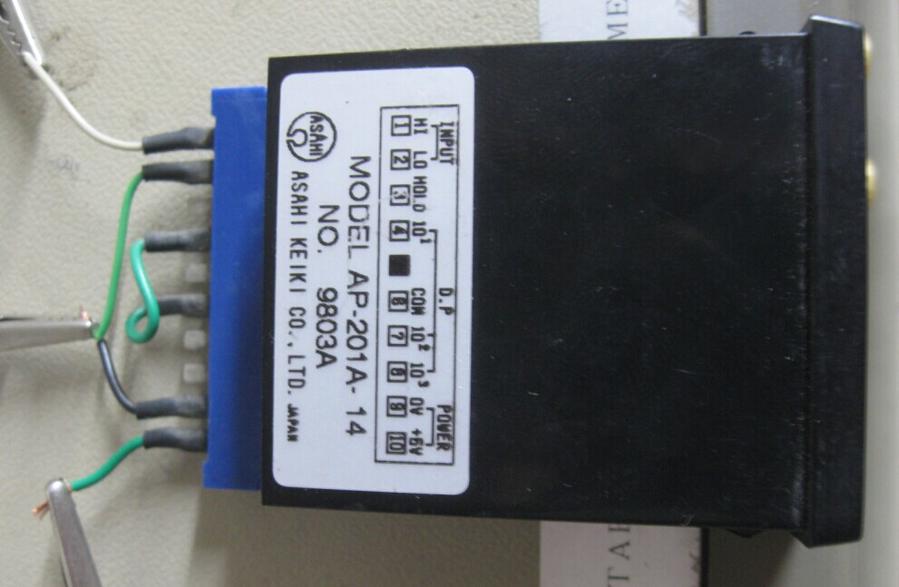 INPUT
D.P
POWER
HI LO HOLD 10¹ COM 10² 10³ 0V +5V
1 2 3 4 6 7 8 9 10
MODEL AP-201A-14
NO. 9803A
ASAHI
ASAHI KEIKI CO., LTD. JAPAN